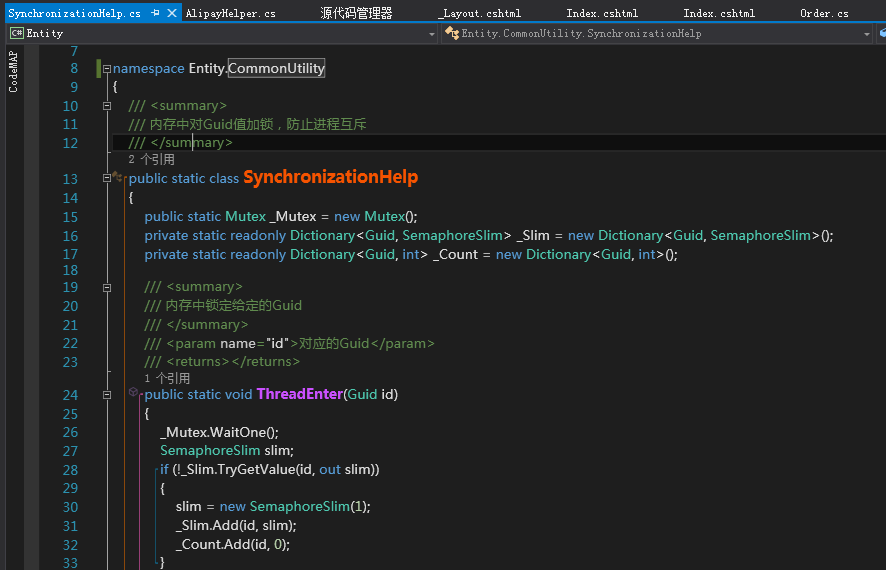 SynchronizationHelp.cs AlipayHelper.cs 源代码管理器 _Layout.cshtml Index.cshtml Index.cshtml Order.cs
C# Entity Entity.CommonUtility.SynchronizationHelp
CodeMAP
7
8 namespace Entity.CommonUtility
9 {
10 /// <summary>
11 /// 内存中对Guid值加锁，防止进程互斥
12 /// </summary>
2 个引用
13 public static class SynchronizationHelp
14 {
15 public static Mutex _Mutex = new Mutex();
16 private static readonly Dictionary<Guid, SemaphoreSlim> _Slim = new Dictionary<Guid, SemaphoreSlim>();
17 private static readonly Dictionary<Guid, int> _Count = new Dictionary<Guid, int>();
18
19 /// <summary>
20 /// 内存中锁定给定的Guid
21 /// </summary>
22 /// <param name="id">对应的Guid</param>
23 /// <returns></returns>
1 个引用
24 public static void ThreadEnter(Guid id)
25 {
26 _Mutex.WaitOne();
27 SemaphoreSlim slim;
28 if (!_Slim.TryGetValue(id, out slim))
29 {
30 slim = new SemaphoreSlim(1);
31 _Slim.Add(id, slim);
32 _Count.Add(id, 0);
33 }